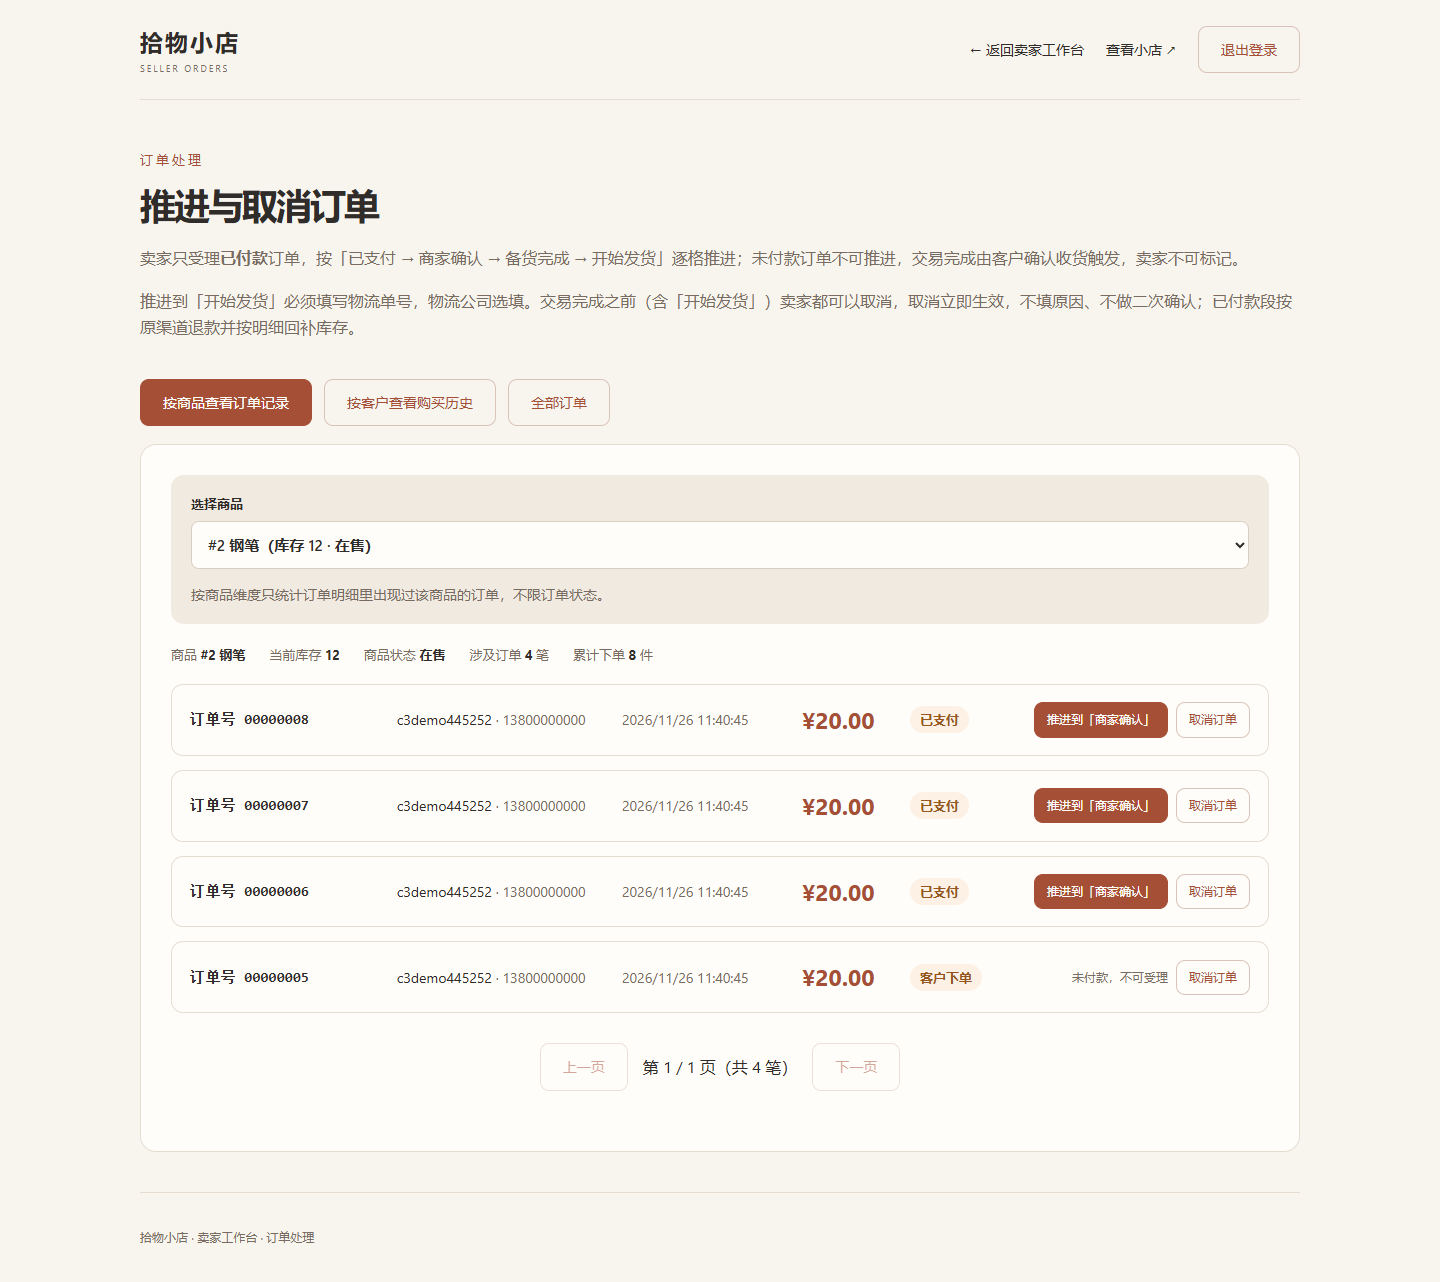 拾物小店
SELLER ORDERS
← 返回卖家工作台 查看小店 ↗ 退出登录
订单处理
推进与取消订单
卖家只受理已付款订单，按「已支付 → 商家确认 → 备货完成 → 开始发货」逐格推进；未付款订单不可推进，交易完成由客户确认收货触发，卖家不可标记。
推进到「开始发货」必须填写物流单号，物流公司选填。交易完成之前（含「开始发货」）卖家都可以取消，取消立即生效，不填原因、不做二次确认；已付款段按
原渠道退款并按明细回补库存。
按商品查看订单记录 按客户查看购买历史 全部订单
选择商品
#2 钢笔（库存 12 · 在售）
按商品维度只统计订单明细里出现过该商品的订单，不限订单状态。
商品 #2 钢笔 当前库存 12 商品状态 在售 涉及订单 4 笔 累计下单 8 件
订单号 00000008 c3demo445252 · 13800000000 2026/11/26 11:40:45 ¥20.00 已支付 推进到「商家确认」 取消订单
订单号 00000007 c3demo445252 · 13800000000 2026/11/26 11:40:45 ¥20.00 已支付 推进到「商家确认」 取消订单
订单号 00000006 c3demo445252 · 13800000000 2026/11/26 11:40:45 ¥20.00 已支付 推进到「商家确认」 取消订单
订单号 00000005 c3demo445252 · 13800000000 2026/11/26 11:40:45 ¥20.00 客户下单 未付款，不可受理 取消订单
上一页 第 1 / 1 页（共 4 笔） 下一页
拾物小店 · 卖家工作台 · 订单处理